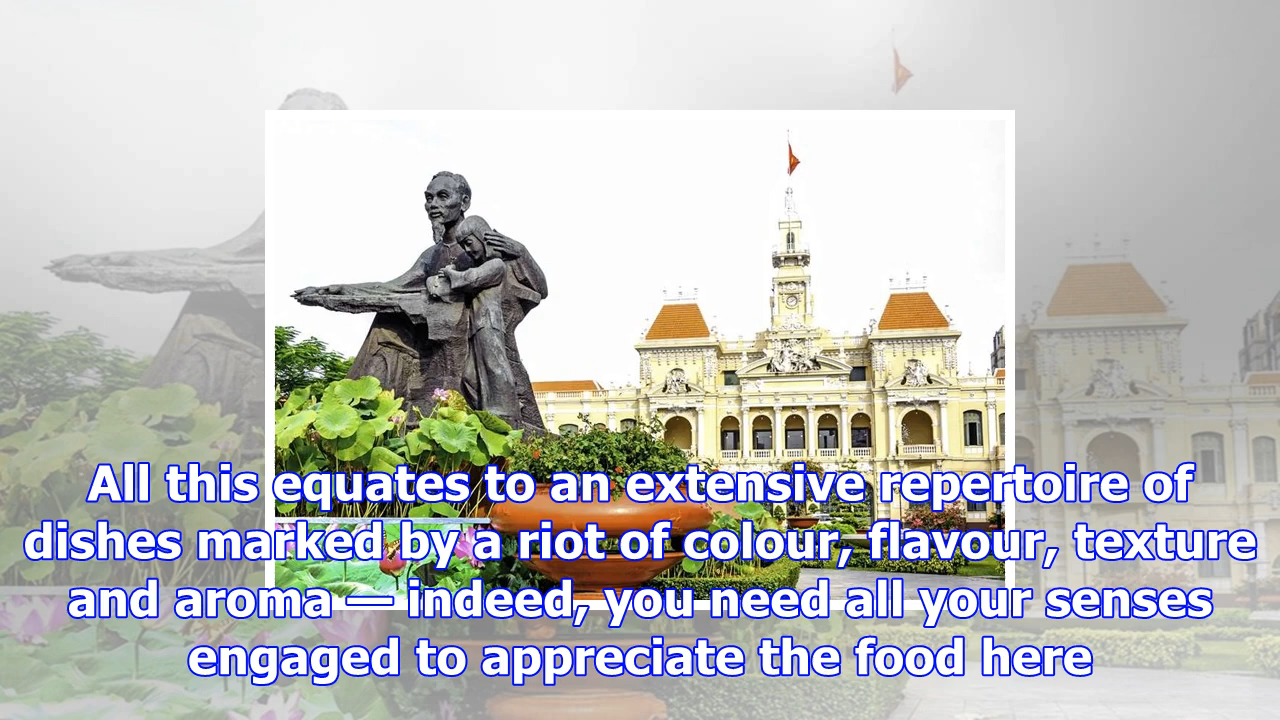 All this equates to an extensive repertoire of
dishes marked by a riot of colour, flavour, texture
and aroma — indeed, you need all your senses
engaged to appreciate the food here